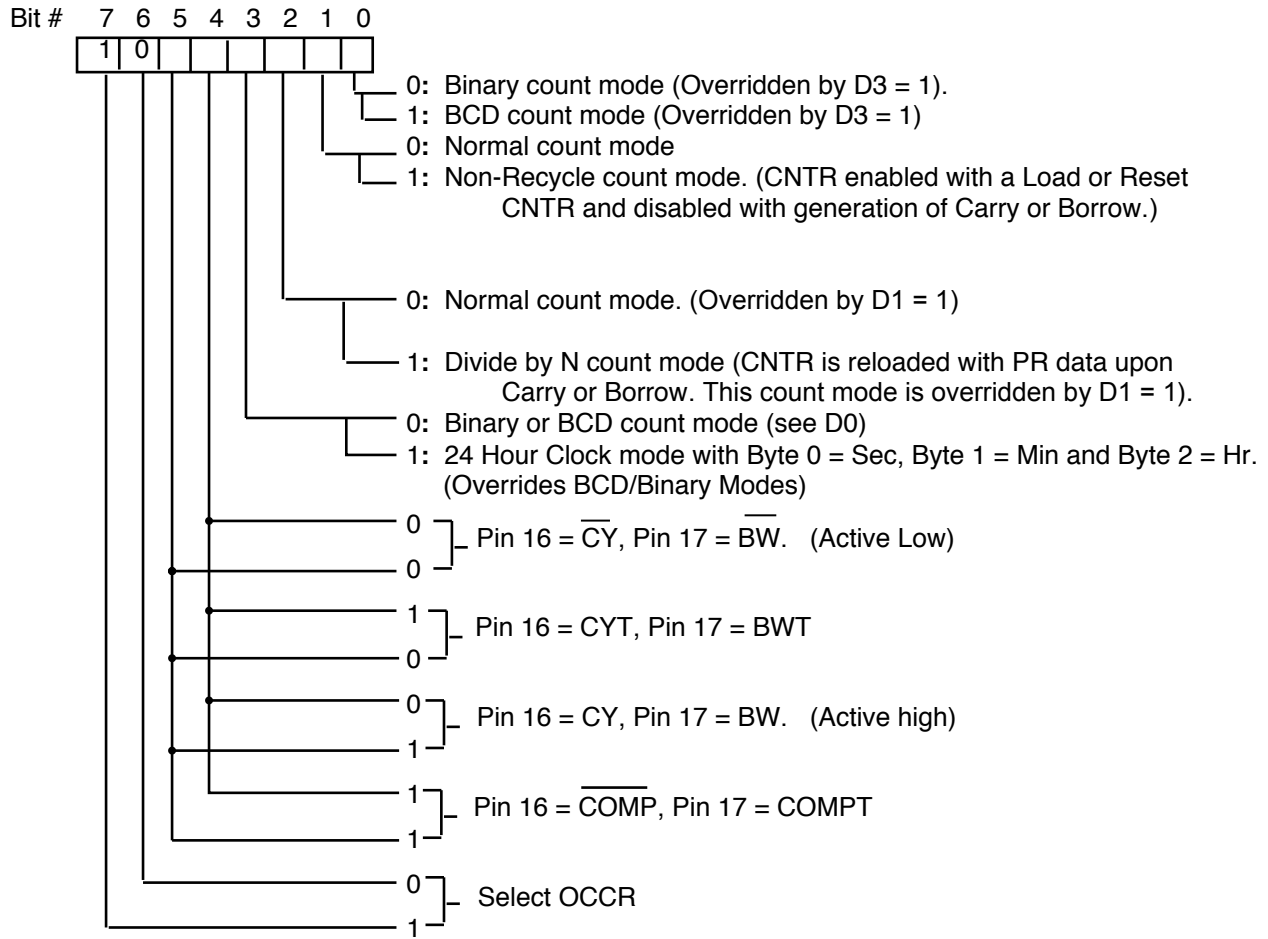 Bit # 7 6 5 4 3 2 1 0
1 0
0: Binary count mode (Overridden by D3 = 1).
1: BCD count mode (Overridden by D3 = 1)
0: Normal count mode
1: Non-Recycle count mode. (CNTR enabled with a Load or Reset
CNTR and disabled with generation of Carry or Borrow.)
0: Normal count mode. (Overridden by D1 = 1)
1: Divide by N count mode (CNTR is reloaded with PR data upon
Carry or Borrow. This count mode is overridden by D1 = 1).
0: Binary or BCD count mode (see D0)
1: 24 Hour Clock mode with Byte 0 = Sec, Byte 1 = Min and Byte 2 = Hr.
(Overrides BCD/Binary Modes)
0
Pin 16 = C̅Y̅, Pin 17 = B̅W̅. (Active Low)
0
1
Pin 16 = CYT, Pin 17 = BWT
0
0
Pin 16 = CY, Pin 17 = BW. (Active high)
1
1
Pin 16 = C̅O̅M̅P̅, Pin 17 = COMPT
1
0
Select OCCR
1